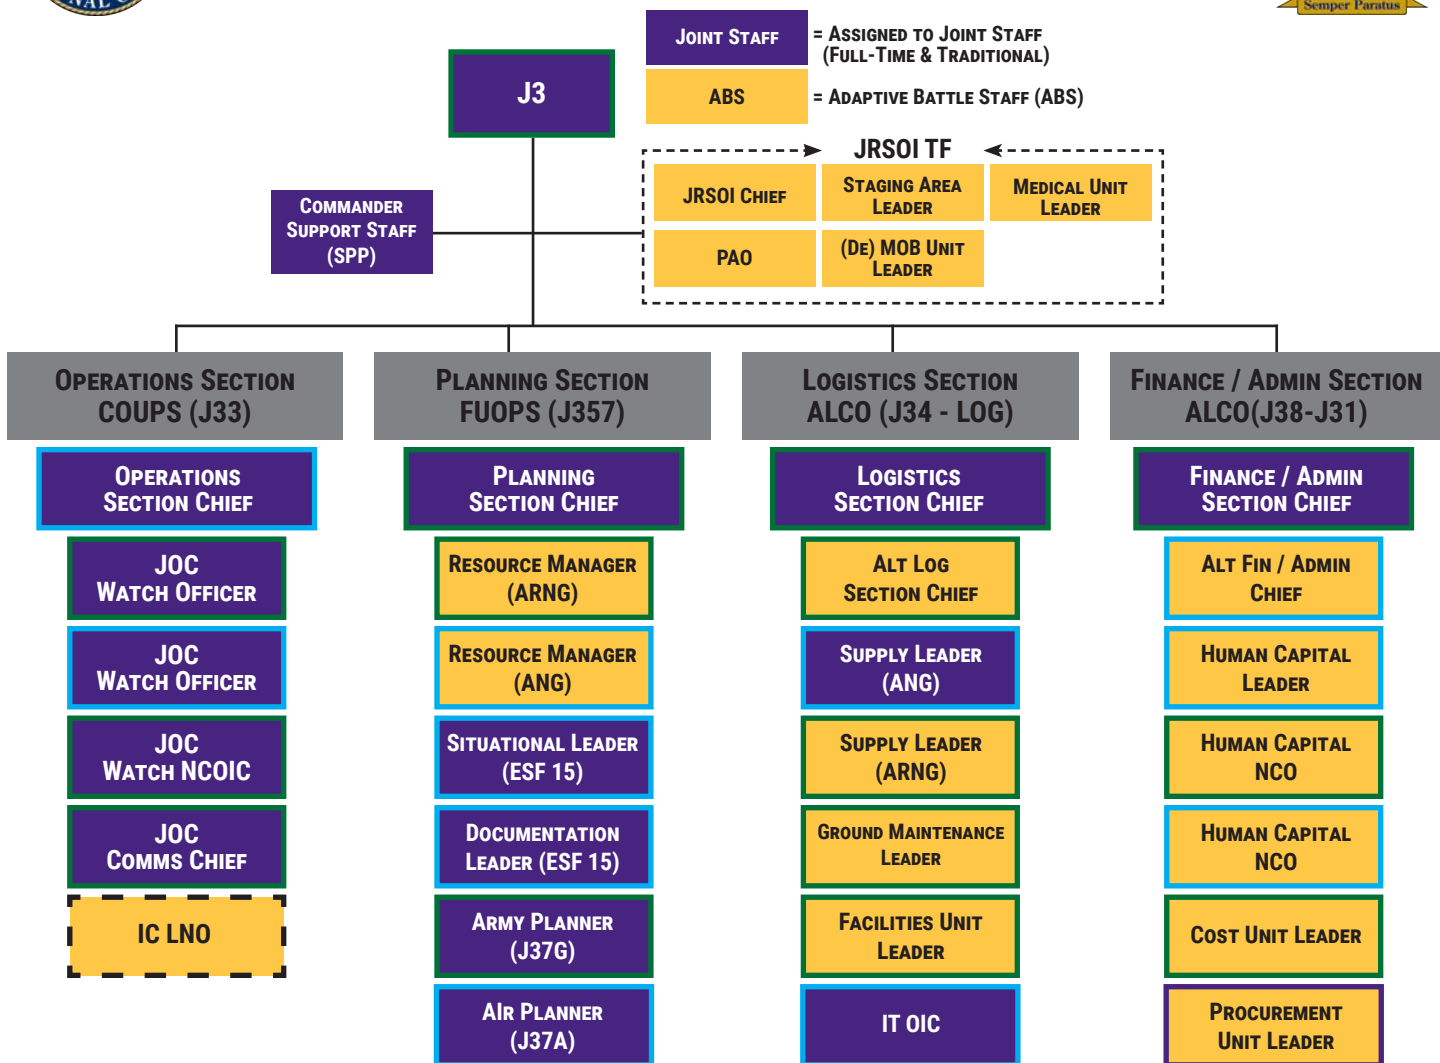 NAL
Semper Paratus
JOINT STAFF
= ASSIGNED TO JOINT STAFF
(FULL-TIME & TRADITIONAL)
J3
ABS
= ADAPTIVE BATTLE STAFF (ABS)
JRSOI TF
JRSOI CHIEF
STAGING AREA
LEADER
MEDICAL UNIT
LEADER
COMMANDER
SUPPORT STAFF
(SPP)
PAO
(DE) MOB UNIT
LEADER
OPERATIONS SECTION
COUPS (J33)
PLANNING SECTION
FUOPS (J357)
LOGISTICS SECTION
ALCO (J34 - LOG)
FINANCE / ADMIN SECTION
ALCO(J38-J31)
OPERATIONS
SECTION CHIEF
PLANNING
SECTION CHIEF
LOGISTICS
SECTION CHIEF
FINANCE / ADMIN
SECTION CHIEF
JOC
WATCH OFFICER
RESOURCE MANAGER
(ARNG)
ALT LOG
SECTION CHIEF
ALT FIN / ADMIN
CHIEF
JOC
WATCH OFFICER
RESOURCE MANAGER
(ANG)
SUPPLY LEADER
(ANG)
HUMAN CAPITAL
LEADER
JOC
WATCH NCOIC
SITUATIONAL LEADER
(ESF 15)
SUPPLY LEADER
(ARNG)
HUMAN CAPITAL
NCO
JOC
COMMS CHIEF
DOCUMENTATION
LEADER (ESF 15)
GROUND MAINTENANCE
LEADER
HUMAN CAPITAL
NCO
IC LNO
ARMY PLANNER
(J37G)
FACILITIES UNIT
LEADER
COST UNIT LEADER
AIR PLANNER
(J37A)
IT OIC
PROCUREMENT
UNIT LEADER